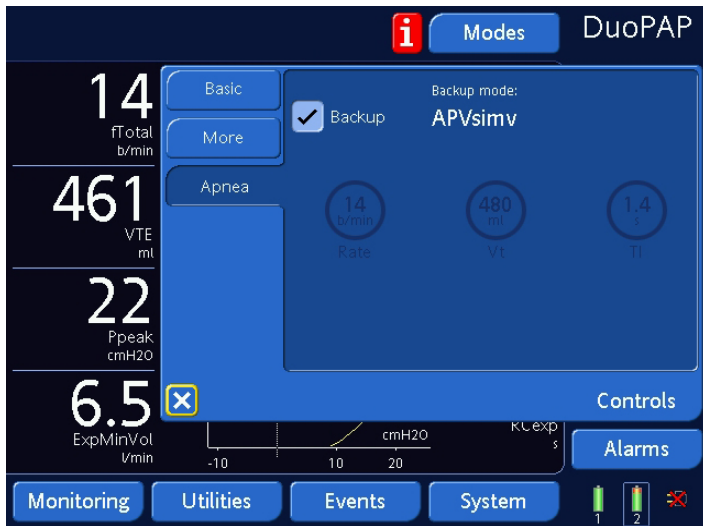 i
Modes
DuoPAP
14
fTotal
b/min
461
VTE
ml
22
Ppeak
cmH2O
6.5
ExpMinVol
l/min
Basic
More
Apnea
Backup
Backup mode:
APVsimv
14
b/min
Rate
480
ml
Vt
1.4
s
TI
Controls
cmH2O
RCexp
s
-10
10
20
Alarms
Monitoring
Utilities
Events
System
1
2